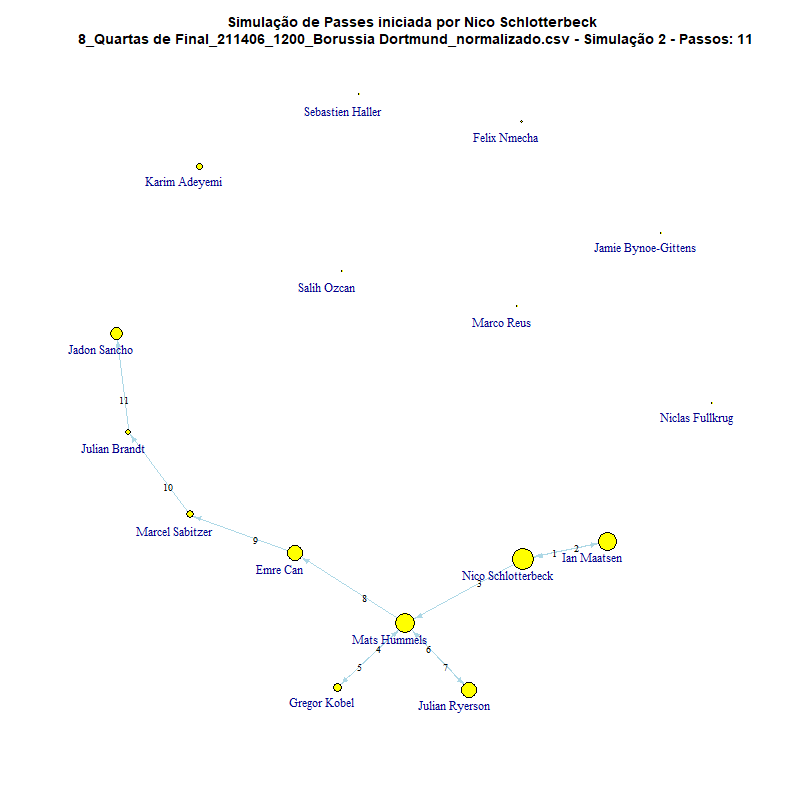 Simulação de Passes iniciada por Nico Schlotterbeck
8_Quartas de Final_211406_1200_Borussia Dortmund_normalizado.csv - Simulação 2 - Passos: 11
Sebastien Haller
Felix Nmecha
Karim Adeyemi
Jamie Bynoe-Gittens
Salih Ozcan
Marco Reus
Jadon Sancho
11
Niclas Fullkrug
Julian Brandt
10
Marcel Sabitzer
9
2
1
Ian Maatsen
Emre Can
Nico Schlotterbeck
3
8
Mats Hummels
4
6
5
7
Gregor Kobel
Julian Ryerson